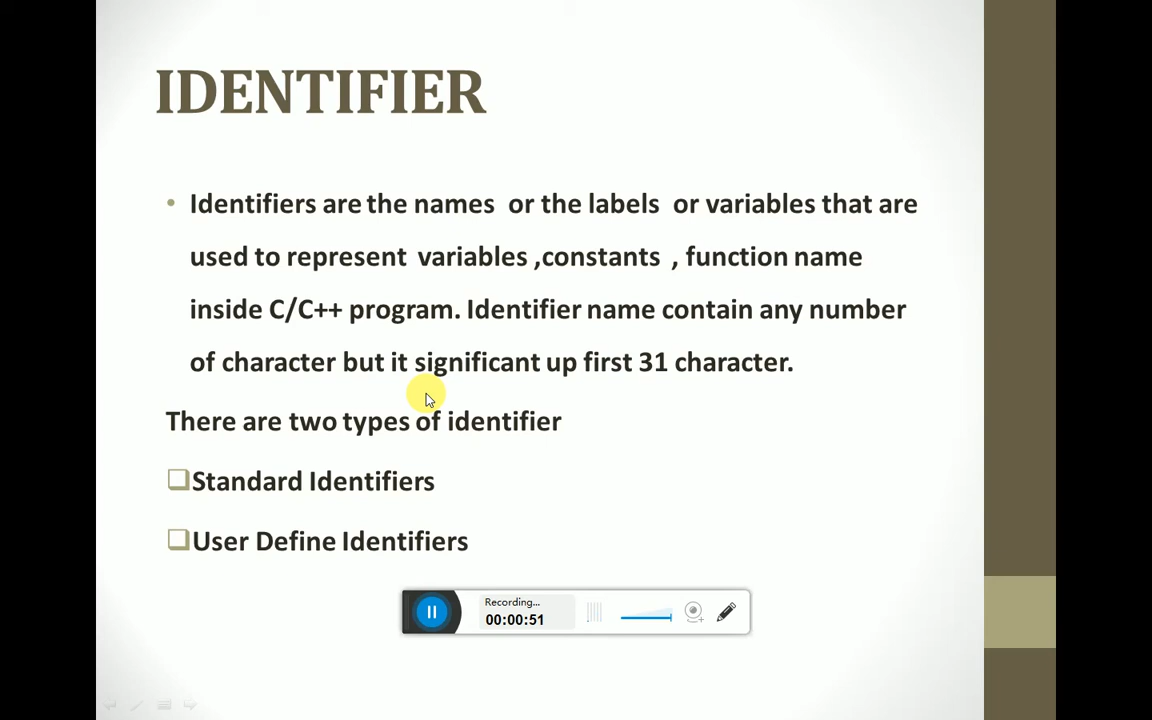 IDENTIFIER
• Identifiers are the names or the labels or variables that are
used to represent variables ,constants , function name
inside C/C++ program. Identifier name contain any number
of character but it significant up first 31 character.
There are two types of identifier
❑Standard Identifiers
❑User Define Identifiers
Recording...
00:00:51